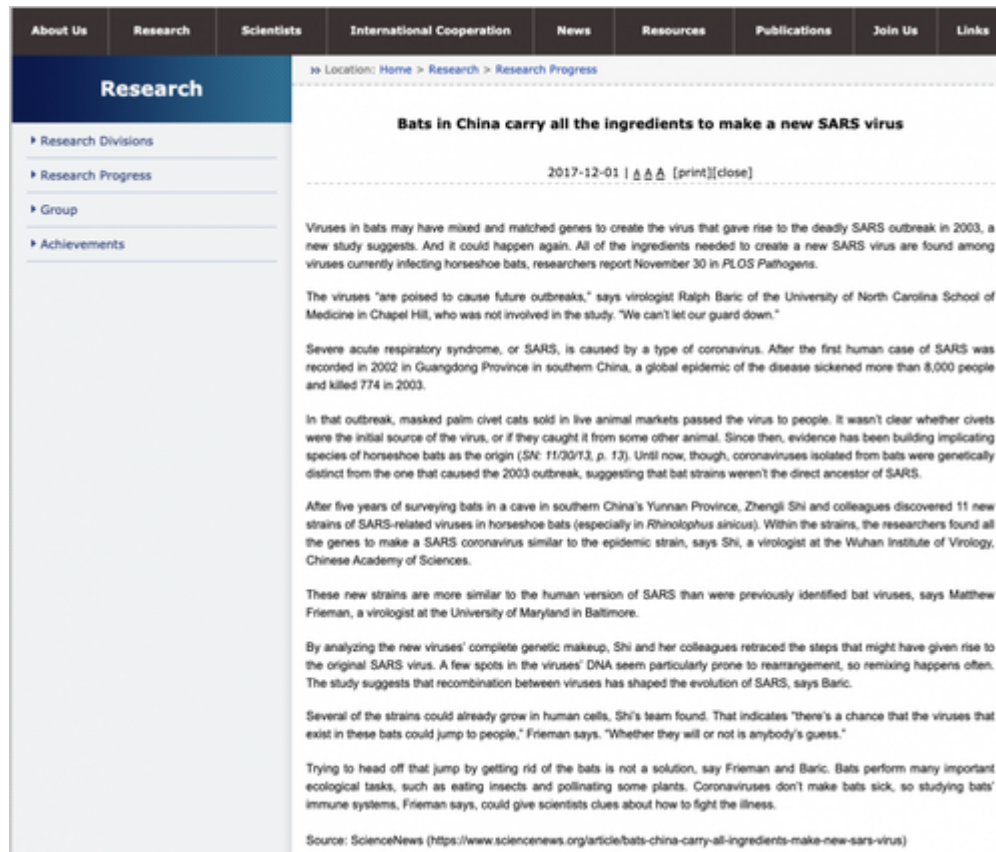 About Us Research Scientists International Cooperation News Resources Publications Join Us Links
Research
Research Divisions
Research Progress
Group
Achievements
» Location: Home > Research > Research Progress
Bats in China carry all the ingredients to make a new SARS virus
2017-12-01 | A A A [print][close]
Viruses in bats may have mixed and matched genes to create the virus that gave rise to the deadly SARS outbreak in 2003, a
new study suggests. And it could happen again. All of the ingredients needed to create a new SARS virus are found among
viruses currently infecting horseshoe bats, researchers report November 30 in PLOS Pathogens.
The viruses "are poised to cause future outbreaks," says virologist Ralph Baric of the University of North Carolina School of
Medicine in Chapel Hill, who was not involved in the study. "We can't let our guard down."
Severe acute respiratory syndrome, or SARS, is caused by a type of coronavirus. After the first human case of SARS was
recorded in 2002 in Guangdong Province in southern China, a global epidemic of the disease sickened more than 8,000 people
and killed 774 in 2003.
In that outbreak, masked palm civet cats sold in live animal markets passed the virus to people. It wasn't clear whether civets
were the initial source of the virus, or if they caught it from some other animal. Since then, evidence has been building implicating
species of horseshoe bats as the origin (SN: 11/30/13, p. 13). Until now, though, coronaviruses isolated from bats were genetically
distinct from the one that caused the 2003 outbreak, suggesting that bat strains weren't the direct ancestor of SARS.
After five years of surveying bats in a cave in southern China's Yunnan Province, Zhengli Shi and colleagues discovered 11 new
strains of SARS-related viruses in horseshoe bats (especially in Rhinolophus sinicus). Within the strains, the researchers found all
the genes to make a SARS coronavirus similar to the epidemic strain, says Shi, a virologist at the Wuhan Institute of Virology,
Chinese Academy of Sciences.
These new strains are more similar to the human version of SARS than were previously identified bat viruses, says Matthew
Frieman, a virologist at the University of Maryland in Baltimore.
By analyzing the new viruses' complete genetic makeup, Shi and her colleagues retraced the steps that might have given rise to
the original SARS virus. A few spots in the viruses' DNA seem particularly prone to rearrangement, so remixing happens often.
The study suggests that recombination between viruses has shaped the evolution of SARS, says Baric.
Several of the strains could already grow in human cells, Shi's team found. That indicates "there's a chance that the viruses that
exist in these bats could jump to people," Frieman says. "Whether they will or not is anybody's guess."
Trying to head off that jump by getting rid of the bats is not a solution, say Frieman and Baric. Bats perform many important
ecological tasks, such as eating insects and pollinating some plants. Coronaviruses don't make bats sick, so studying bats'
immune systems, Frieman says, could give scientists clues about how to fight the illness.
Source: ScienceNews (https://www.sciencenews.org/article/bats-china-carry-all-ingredients-make-new-sars-virus)